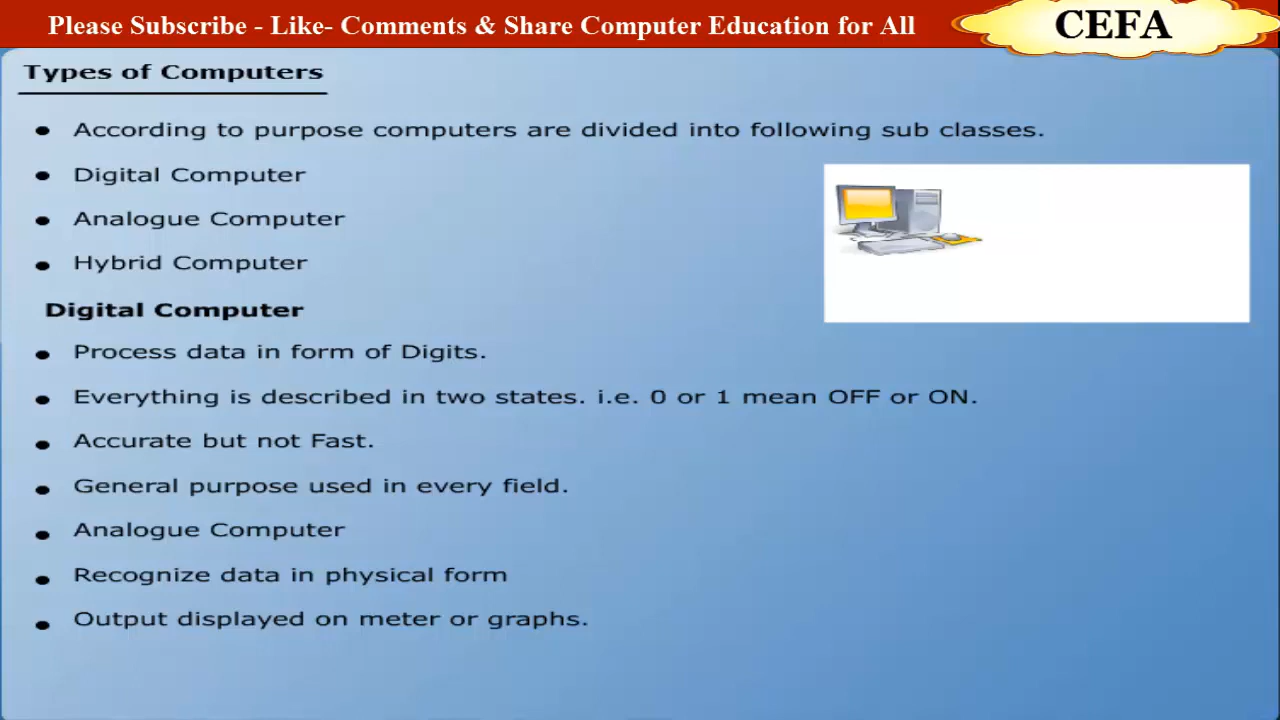 Please Subscribe - Like- Comments & Share Computer Education for All
CEFA
Types of Computers
According to purpose computers are divided into following sub classes.
Digital Computer
Analogue Computer
Hybrid Computer
Digital Computer
Process data in form of Digits.
Everything is described in two states. i.e. 0 or 1 mean OFF or ON.
Accurate but not Fast.
General purpose used in every field.
Analogue Computer
Recognize data in physical form
Output displayed on meter or graphs.